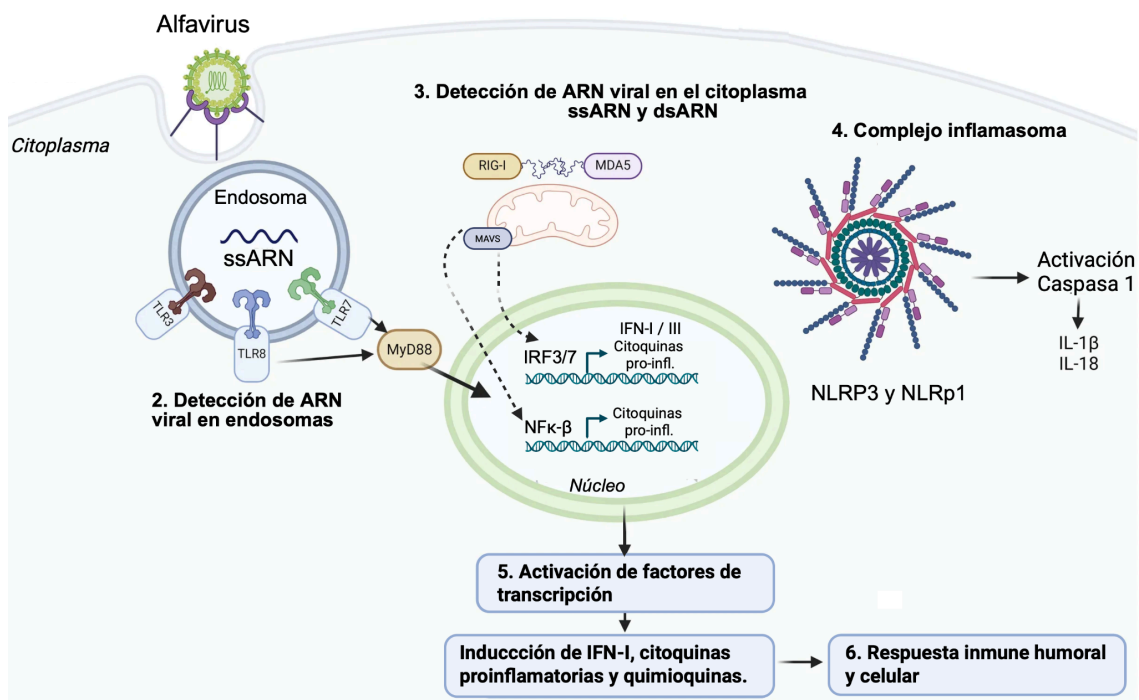 Alfavirus
Citoplasma
Endosoma
ssARN
TLR3
TLR8
TLR7
MyD88
2. Detección de ARN
viral en endosomas
3. Detección de ARN viral en el citoplasma
ssARN y dsARN
RIG-I
MDA5
MAVS
IFN-I / III
Citoquinas
pro-infl.
IRF3/7
Citoquinas
pro-infl.
NFκ-β
Núcleo
4. Complejo inflamasoma
NLRP3 y NLRp1
Activación
Caspasa 1
IL-1β
IL-18
5. Activación de factores de
transcripción
Induccción de IFN-I, citoquinas
proinflamatorias y quimioquinas.
6. Respuesta inmune humoral
y celular